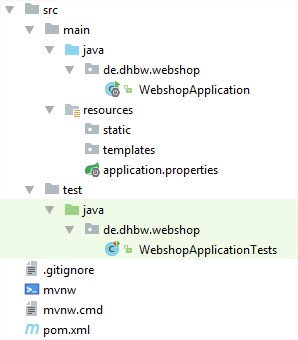 src
main
java
de.dhbw.webshop
WebshopApplication
resources
static
templates
application.properties
test
java
de.dhbw.webshop
WebshopApplicationTests
.gitignore
mvnw
mvnw.cmd
pom.xml